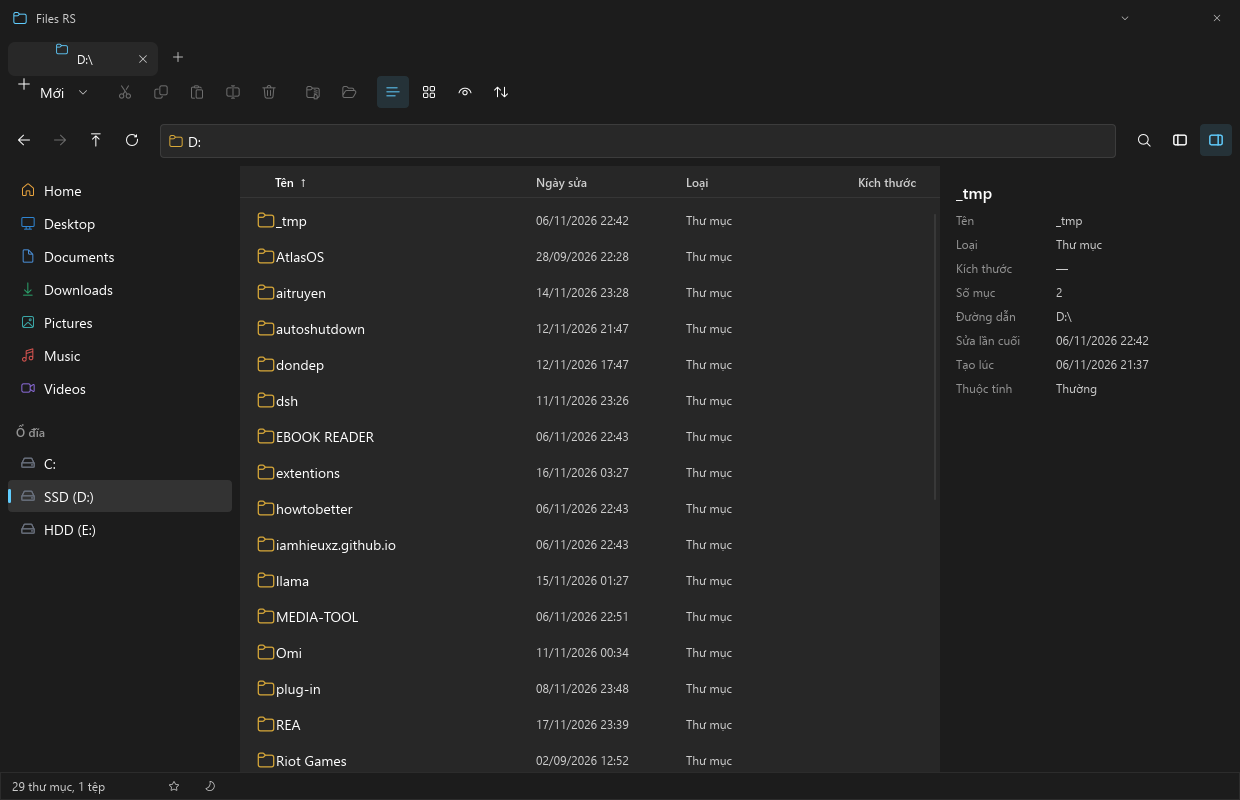 Files RS
D:\
Mới
D:
Home
Desktop
Documents
Downloads
Pictures
Music
Videos
Ổ đĩa
C:
SSD (D:)
HDD (E:)
Tên ↑ Ngày sửa Loại Kích thước
_tmp 06/11/2026 22:42 Thư mục
AtlasOS 28/09/2026 22:28 Thư mục
aitruyen 14/11/2026 23:28 Thư mục
autoshutdown 12/11/2026 21:47 Thư mục
dondep 12/11/2026 17:47 Thư mục
dsh 11/11/2026 23:26 Thư mục
EBOOK READER 06/11/2026 22:43 Thư mục
extentions 16/11/2026 03:27 Thư mục
howtobetter 06/11/2026 22:43 Thư mục
iamhieuxz.github.io 06/11/2026 22:43 Thư mục
llama 15/11/2026 01:27 Thư mục
MEDIA-TOOL 06/11/2026 22:51 Thư mục
Omi 11/11/2026 00:34 Thư mục
plug-in 08/11/2026 23:48 Thư mục
REA 17/11/2026 23:39 Thư mục
Riot Games 02/09/2026 12:52 Thư mục
_tmp
Tên _tmp
Loại Thư mục
Kích thước —
Số mục 2
Đường dẫn D:\
Sửa lần cuối 06/11/2026 22:42
Tạo lúc 06/11/2026 21:37
Thuộc tính Thường
29 thư mục, 1 tệp